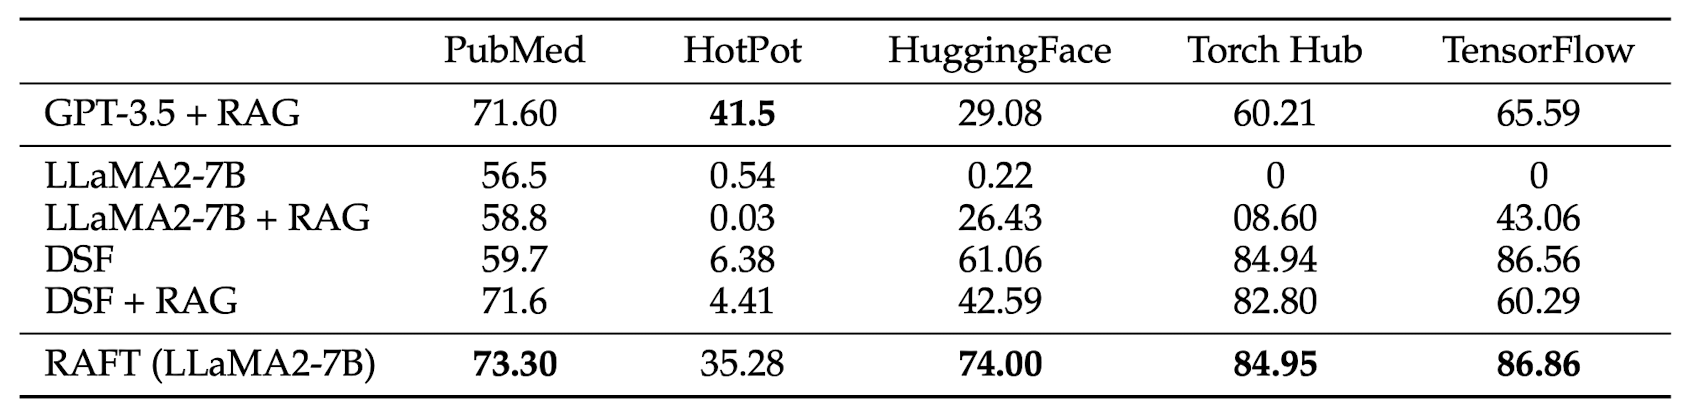 PubMed HotPot HuggingFace Torch Hub TensorFlow
GPT-3.5 + RAG 71.60 41.5 29.08 60.21 65.59
LLaMA2-7B 56.5 0.54 0.22 0 0
LLaMA2-7B + RAG 58.8 0.03 26.43 08.60 43.06
DSF 59.7 6.38 61.06 84.94 86.56
DSF + RAG 71.6 4.41 42.59 82.80 60.29
RAFT (LLaMA2-7B) 73.30 35.28 74.00 84.95 86.86